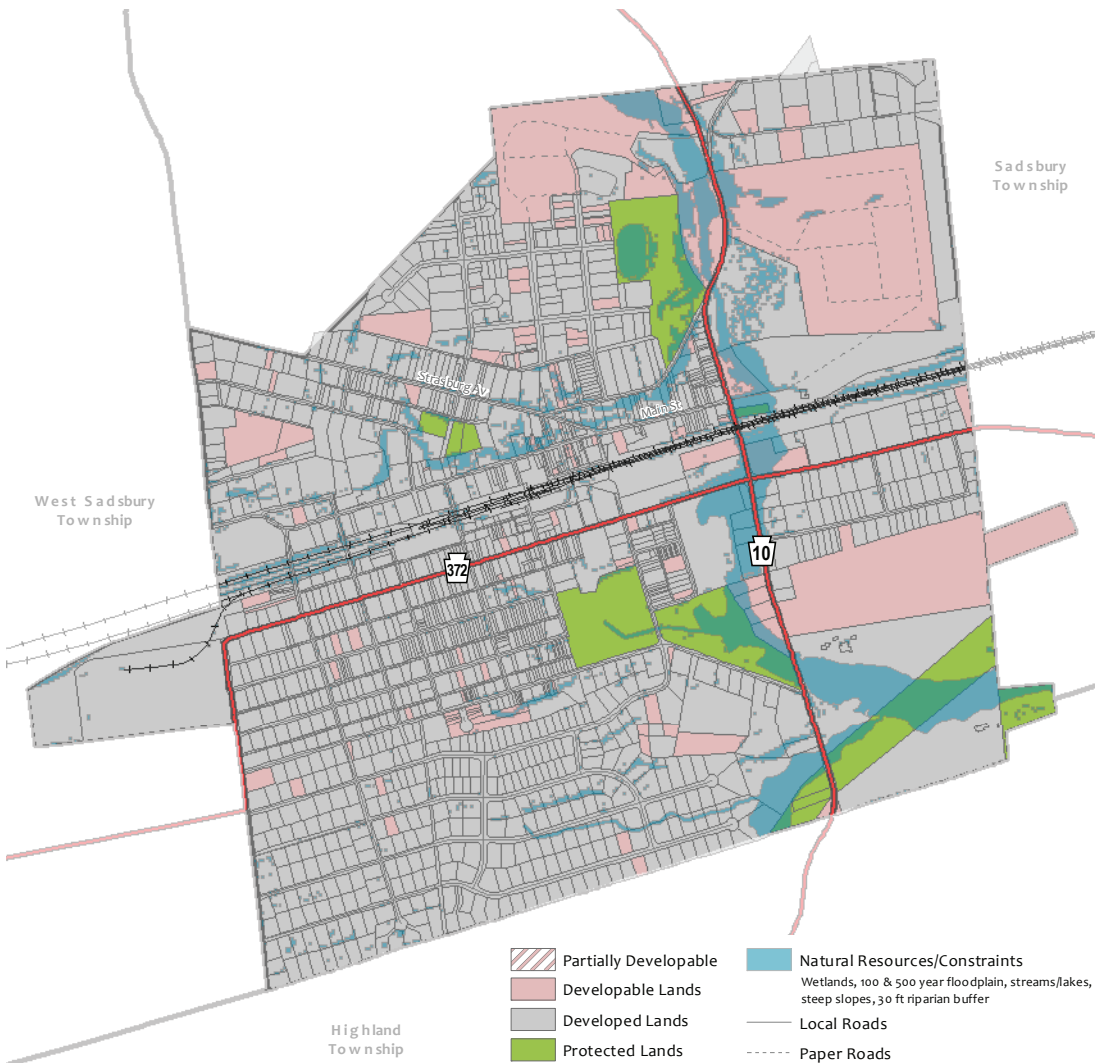 Sadsbury
Township
Strasburg AV
Main St
West Sadsbury
Township
10
372
Highland
Township
Partially Developable
Developable Lands
Developed Lands
Protected Lands
Natural Resources/Constraints
Wetlands, 100 & 500 year floodplain, streams/lakes,
steep slopes, 30 ft riparian buffer
Local Roads
Paper Roads